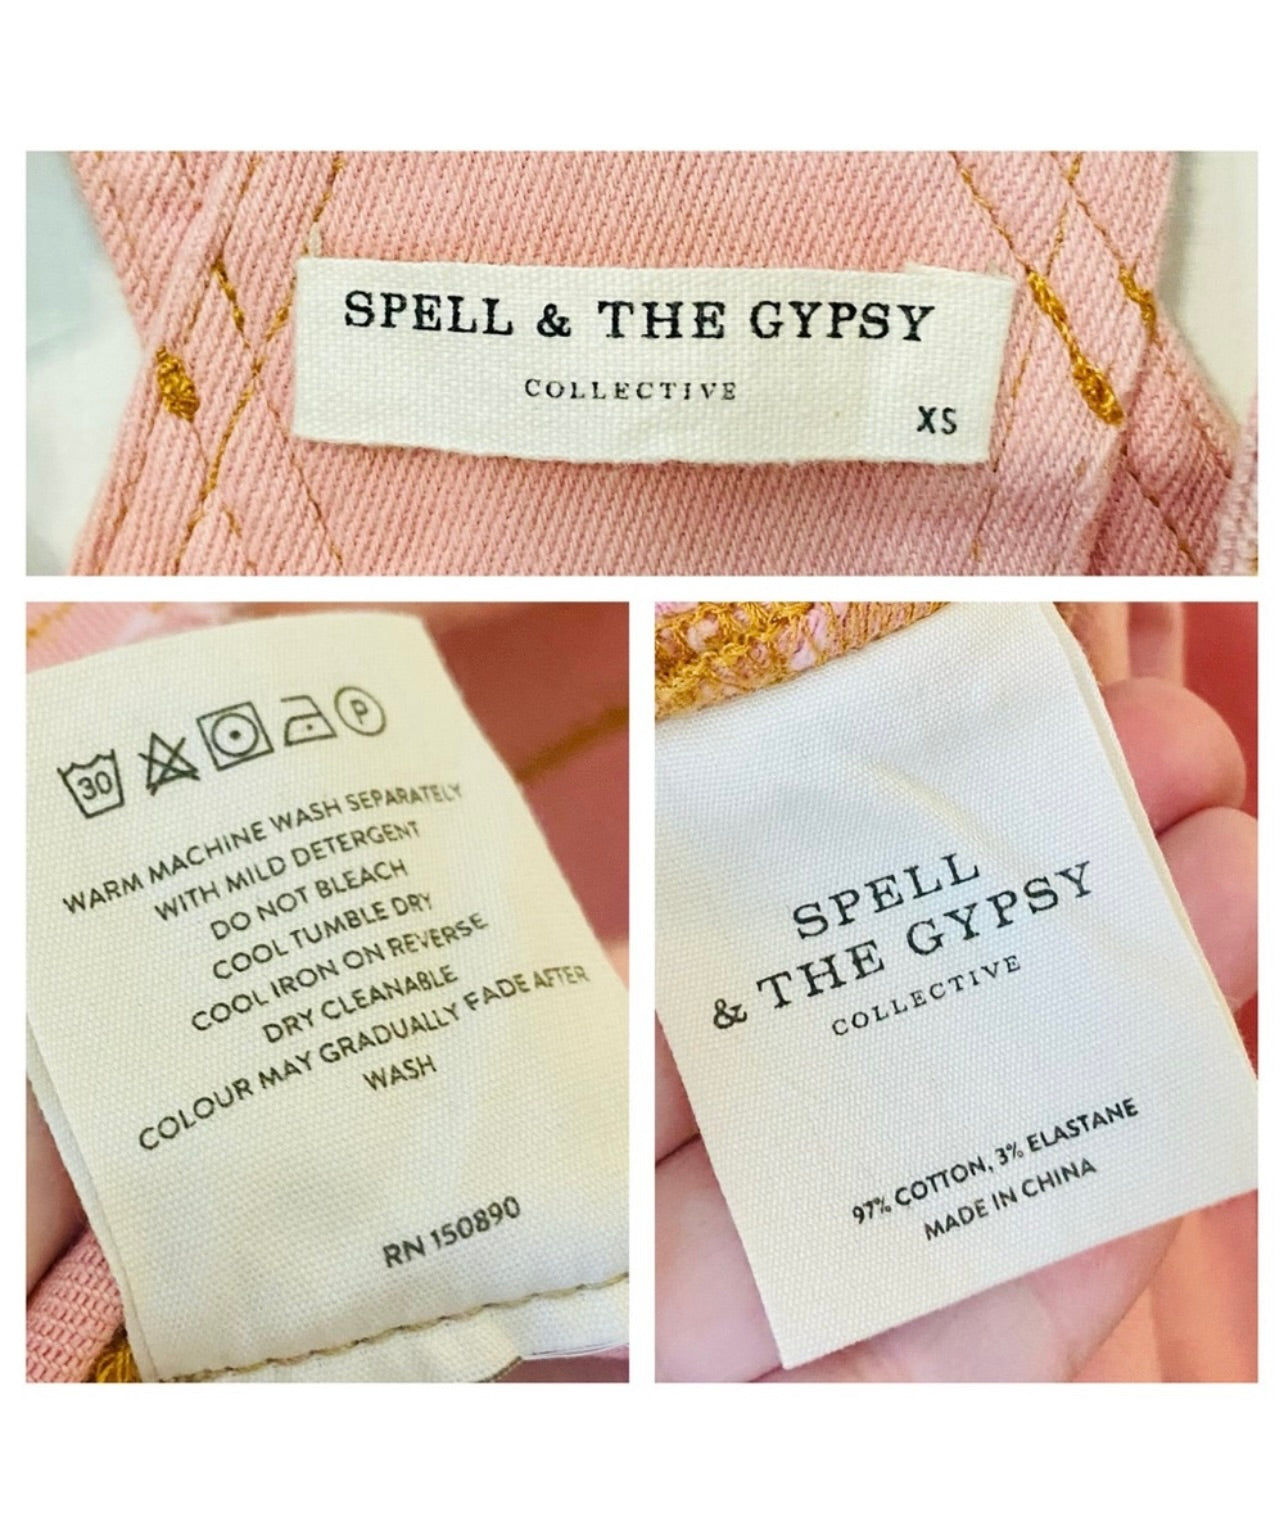 SPELL & THE GYPSY
COLLECTIVE
XS
30
P
WARM MACHINE WASH SEPARATELY
WITH MILD DETERGENT
DO NOT BLEACH
COOL TUMBLE DRY
COOL IRON ON REVERSE
DRY CLEANABLE
COLOUR MAY GRADUALLY FADE AFTER
WASH
RN 150890
SPELL
& THE GYPSY
COLLECTIVE
97% COTTON, 3% ELASTANE
MADE IN CHINA